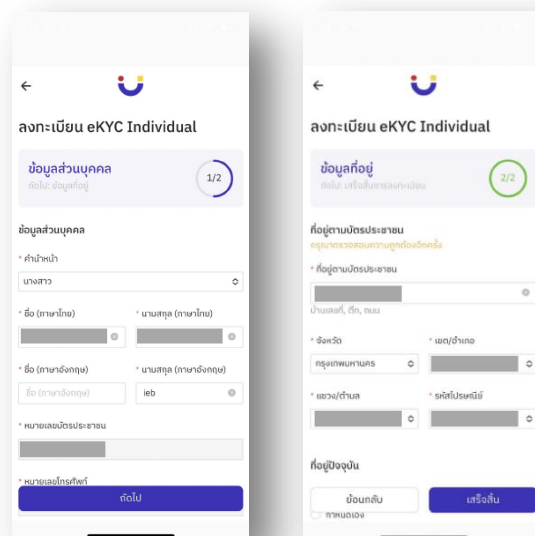 ลงทะเบียน eKYC Individual
ข้อมูลส่วนบุคคล
ถัดไป: ข้อมูลที่อยู่
1/2
ข้อมูลส่วนบุคคล
* คำนำหน้า
นางสาว
* ชื่อ (ภาษาไทย)
* นามสกุล (ภาษาไทย)
* ชื่อ (ภาษาอังกฤษ)
* นามสกุล (ภาษาอังกฤษ)
ชื่อ (ภาษาอังกฤษ)
ieb
* หมายเลขบัตรประชาชน
* หมายเลขโทรศัพท์
ถัดไป
ลงทะเบียน eKYC Individual
ข้อมูลที่อยู่
ถัดไป: เสร็จสิ้นการลงทะเบียน
2/2
ที่อยู่ตามบัตรประชาชน
กรุณาตรวจสอบความถูกต้องอีกครั้ง
* ที่อยู่ตามบัตรประชาชน
บ้านเลขที่, ตึก, ถนน
* จังหวัด
* เขต/อำเภอ
กรุงเทพมหานคร
* แขวง/ตำบล
* รหัสไปรษณีย์
ที่อยู่ปัจจุบัน
ย้อนกลับ
เสร็จสิ้น
กำหนดเอง